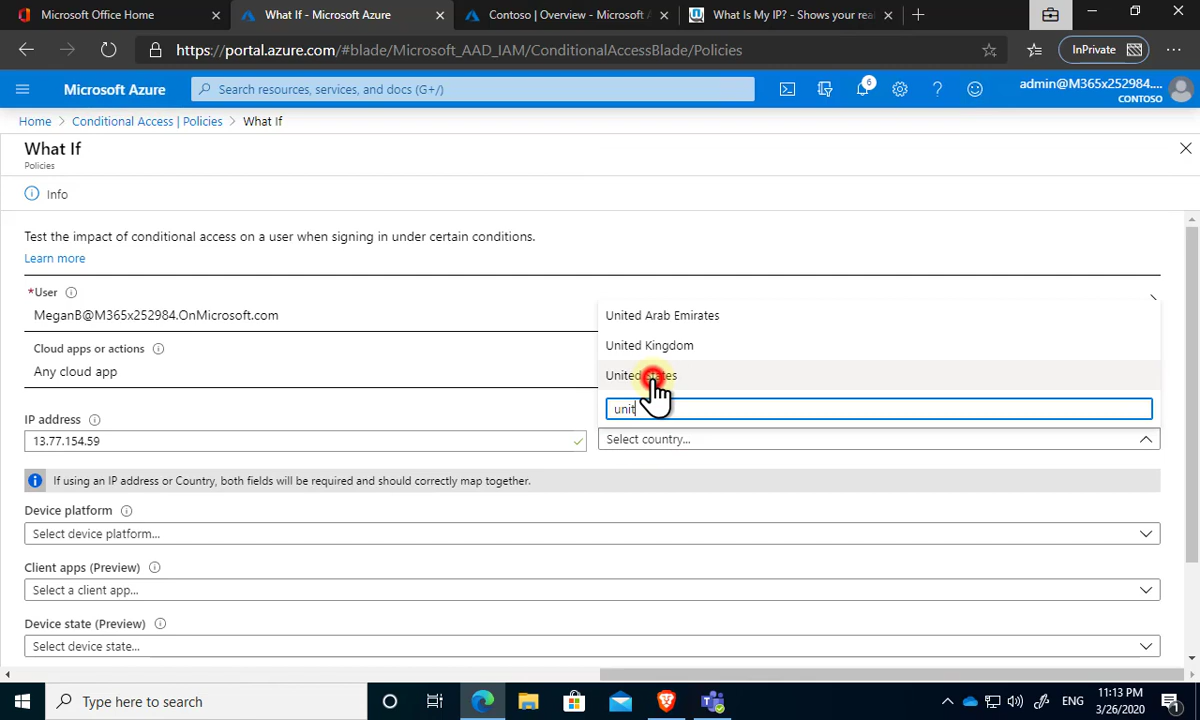 Microsoft Office Home
What If - Microsoft Azure
Contoso | Overview - Microsoft A
What Is My IP? - Shows your real
https://portal.azure.com/#blade/Microsoft_AAD_IAM/ConditionalAccessBlade/Policies
InPrivate
Microsoft Azure
Search resources, services, and docs (G+/)
6
admin@M365x252984....
CONTOSO
Home > Conditional Access | Policies > What If
What If
Policies
Info
Test the impact of conditional access on a user when signing in under certain conditions.
Learn more
*User
MeganB@M365x252984.OnMicrosoft.com
Cloud apps or actions
Any cloud app
United Arab Emirates
United Kingdom
United States
unit
IP address
13.77.154.59
Select country...
If using an IP address or Country, both fields will be required and should correctly map together.
Device platform
Select device platform...
Client apps (Preview)
Select a client app...
Device state (Preview)
Select device state...
Type here to search
ENG
11:13 PM
3/26/2020
1